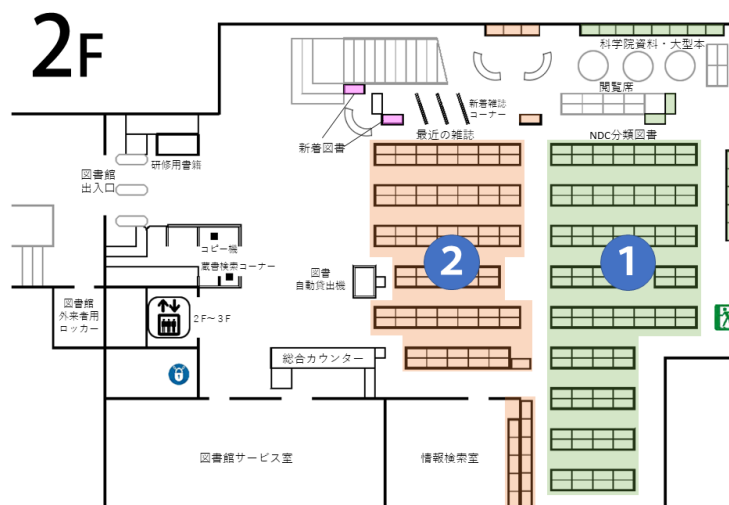 2F
科学院資料・大型本
閲覧席
新着雑誌
コーナー
最近の雑誌
NDC分類図書
新着図書
研修用書籍
図書館
出入口
コピー機
蔵書検索コーナー
図書
自動貸出機
2
1
図書館
外来者用
ロッカー
2F～3F
総合カウンター
図書館サービス室
情報検索室